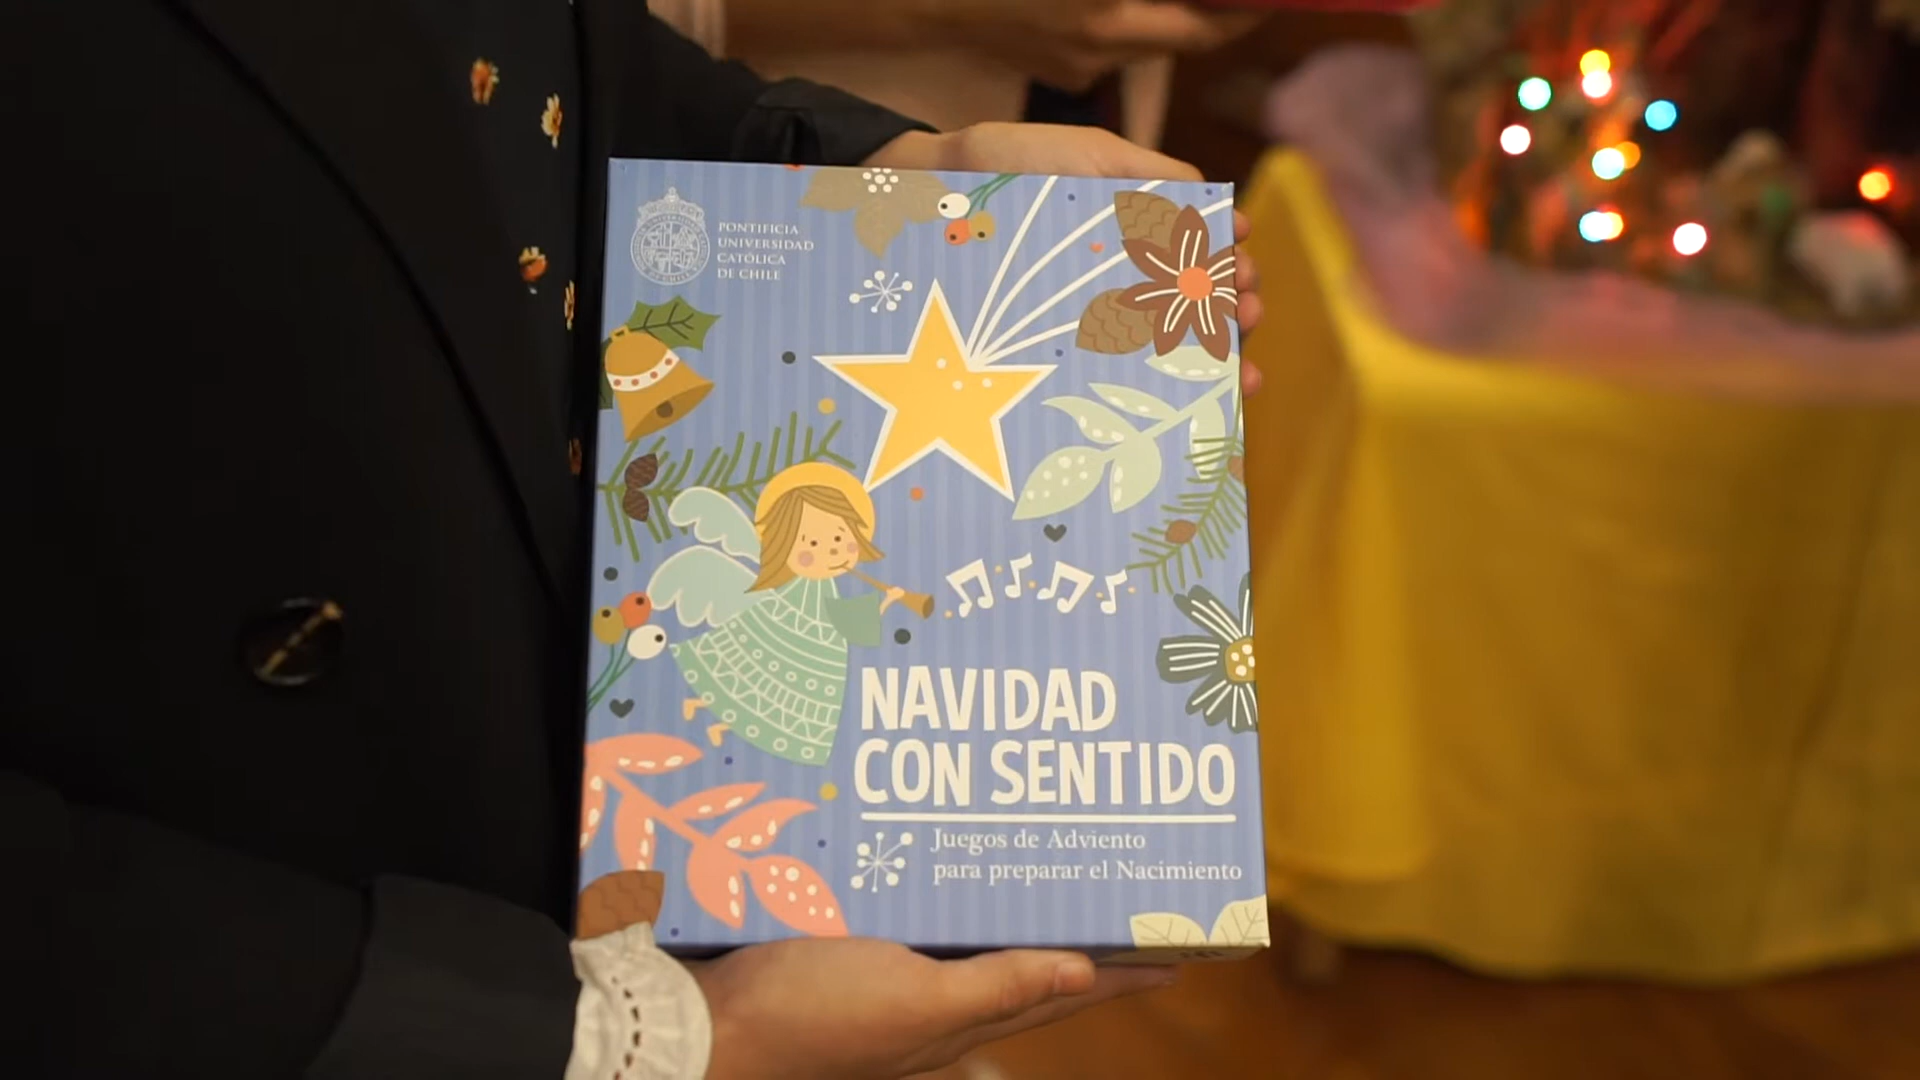 PONTIFICIA
UNIVERSIDAD
CATÓLICA
DE CHILE
NAVIDAD
CON SENTIDO
Juegos de Adviento
para preparar el Nacimiento